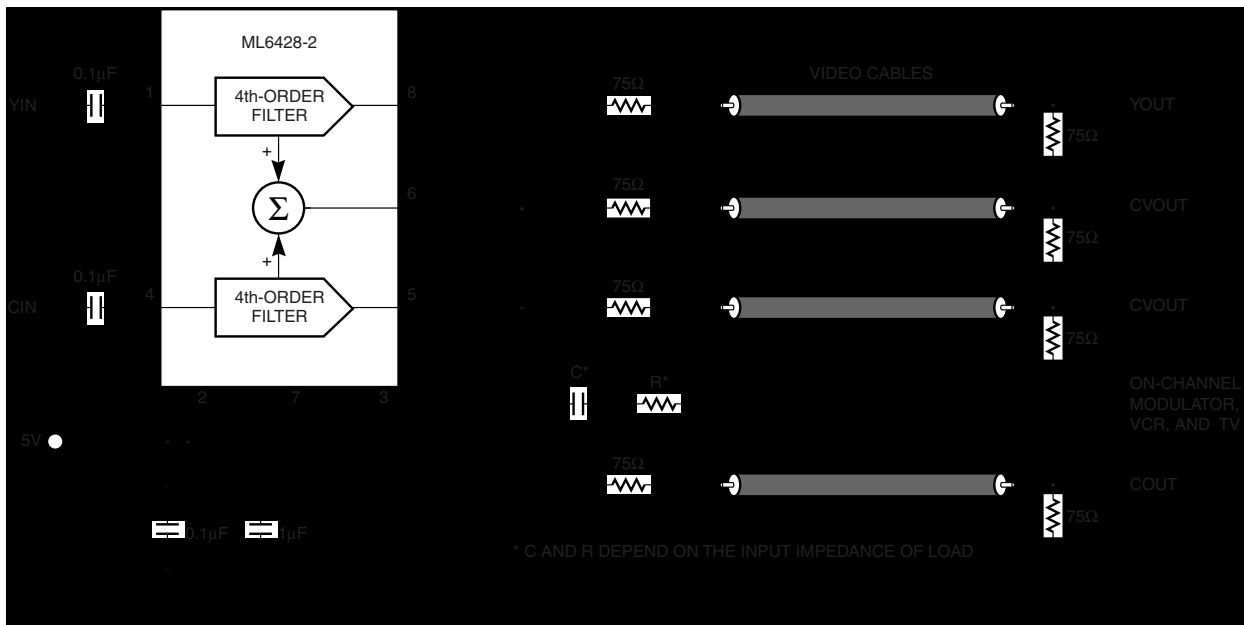 ML6428-2
0.1µF
75Ω
VIDEO CABLES
YIN
1
4th-ORDER
FILTER
8
YOUT
75Ω
+
75Ω
6
Σ
CVOUT
75Ω
+
0.1µF
75Ω
CIN
4
4th-ORDER
FILTER
5
CVOUT
75Ω
C*
R*
2
7
3
ON-CHANNEL
MODULATOR,
VCR, AND TV
5V
75Ω
COUT
75Ω
0.1µF
1µF
* C AND R DEPEND ON THE INPUT IMPEDANCE OF LOAD